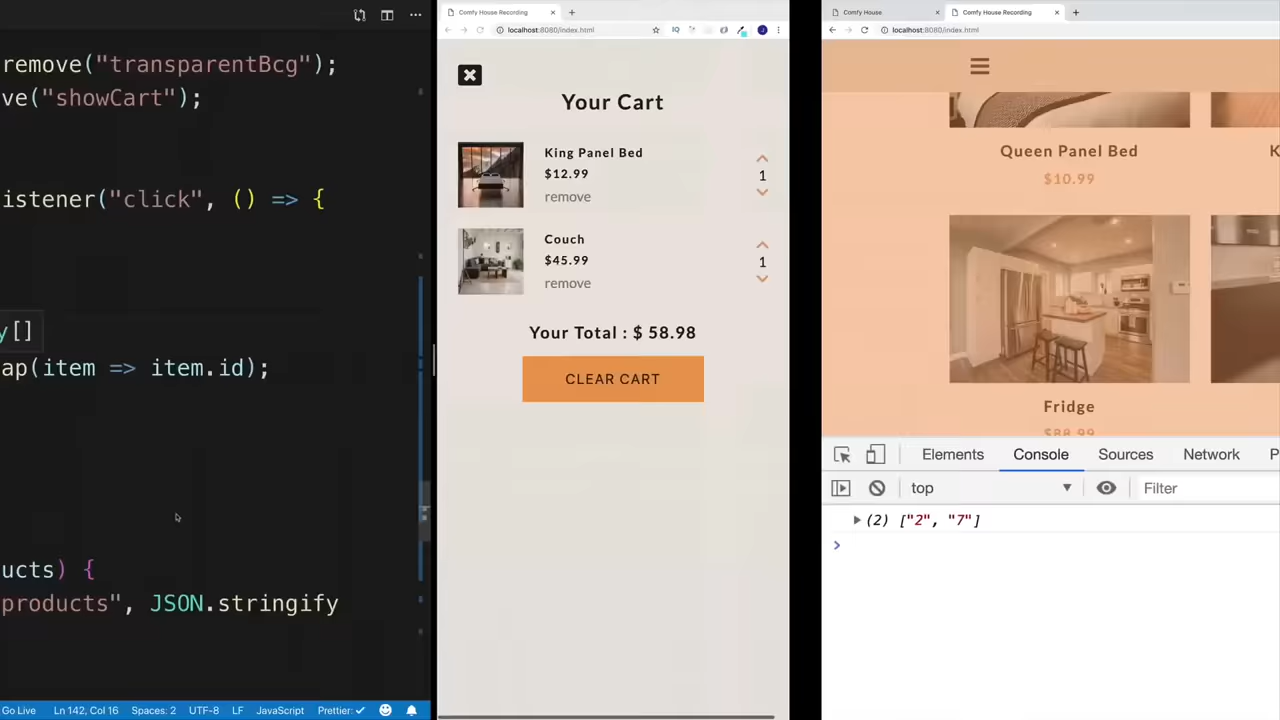 remove("transparentBcg");
ve("showCart");
istener("click", () => {
y[]
ap(item => item.id);
ucts) {
products", JSON.stringify
Go Live Ln 142, Col 16 Spaces: 2 UTF-8 LF JavaScript Prettier: ✓
Comfy House Recording
localhost:8080/index.html
Your Cart
King Panel Bed
$12.99
remove
1
Couch
$45.99
remove
1
Your Total : $ 58.98
CLEAR CART
Comfy House
Comfy House Recording
localhost:8080/index.html
Queen Panel Bed
K
$10.99
Fridge
$88.99
Elements Console Sources Network P
top Filter
(2) ["2", "7"]